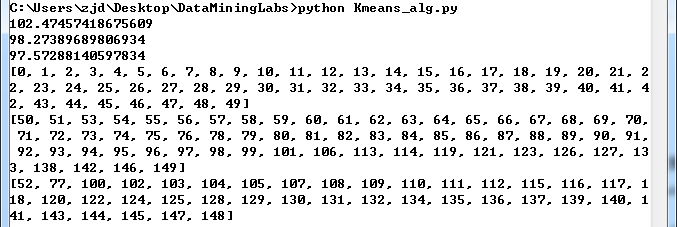 C:\Users\zjd\Desktop\DataMiningLabs>python Kmeans_alg.py
102.47457418675609
98.27389689806934
97.57288140597834
[0, 1, 2, 3, 4, 5, 6, 7, 8, 9, 10, 11, 12, 13, 14, 15, 16, 17, 18, 19, 20, 21, 2
2, 23, 24, 25, 26, 27, 28, 29, 30, 31, 32, 33, 34, 35, 36, 37, 38, 39, 40, 41, 4
2, 43, 44, 45, 46, 47, 48, 49]
[50, 51, 53, 54, 55, 56, 57, 58, 59, 60, 61, 62, 63, 64, 65, 66, 67, 68, 69, 70,
 71, 72, 73, 74, 75, 76, 78, 79, 80, 81, 82, 83, 84, 85, 86, 87, 88, 89, 90, 91,
 92, 93, 94, 95, 96, 97, 98, 99, 101, 106, 113, 114, 119, 121, 123, 126, 127, 13
3, 138, 142, 146, 149]
[52, 77, 100, 102, 103, 104, 105, 107, 108, 109, 110, 111, 112, 115, 116, 117, 1
18, 120, 122, 124, 125, 128, 129, 130, 131, 132, 134, 135, 136, 137, 139, 140, 1
41, 143, 144, 145, 147, 148]